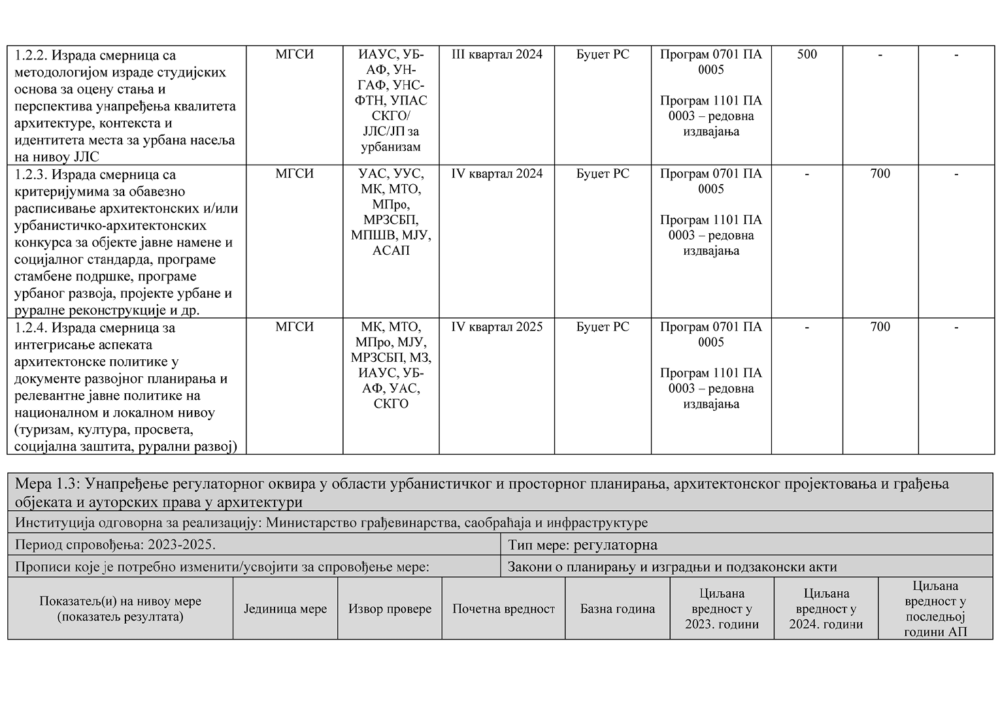 1.2.2. Израда смерница са
методологијом израде студијских
основа за оцену стања и
перспектива унапређења квалитета
архитектуре, контекста и
идентитета места за урбана насеља
на нивоу ЈЛС
МГСИ
ИАУС, УБ-
АФ, УН-
ГАФ, УНС-
ФТН, УПАС
СКГО/
ЈЛС/ЈП за
урбанизам
III квартал 2024
Буџет РС
Програм 0701 ПА
0005
Програм 1101 ПА
0003 – редовна
издвајања
500
-
-
1.2.3. Израда смерница са
критеријумима за обавезно
расписивање архитектонских и/или
урбанистичко-архитектонских
конкурса за објекте јавне намене и
социјалног стандарда, програме
стамбене подршке, програме
урбаног развоја, пројекте урбане и
руралне реконструкције и др.
МГСИ
УАС, УУС,
МК, МТО,
МПро,
МРЗСБП,
МПШВ, МЈУ,
АСАП
IV квартал 2024
Буџет РС
Програм 0701 ПА
0005
Програм 1101 ПА
0003 – редовна
издвајања
-
700
-
1.2.4. Израда смерница за
интегрисање аспеката
архитектонске политике у
документе развојног планирања и
релевантне јавне политике на
националном и локалном нивоу
(туризам, култура, просвета,
социјална заштита, рурални развој)
МГСИ
МК, МТО,
МПро, МЈУ,
МРЗСБП, МЗ,
ИАУС, УБ-
АФ, УАС,
СКГО
IV квартал 2025
Буџет РС
Програм 0701 ПА
0005
Програм 1101 ПА
0003 – редовна
издвајања
-
700
-
Мера 1.3: Унапређење регулаторног оквира у области урбанистичког и просторног планирања, архитектонског пројектовања и грађења
објеката и ауторских права у архитектури
Институција одговорна за реализацију: Министарство грађевинарства, саобраћаја и инфраструктуре
Период спровођења: 2023-2025.
Тип мере: регулаторна
Прописи које је потребно изменити/усвојити за спровођење мере:
Закони о планирању и изградњи и подзаконски акти
Показатељ(и) на нивоу мере
(показатељ резултата)
Јединица мере
Извор провере
Почетна вредност
Базна година
Циљана
вредност у
2023. години
Циљана
вредност у
2024. години
Циљана
вредност у
последњој
години АП